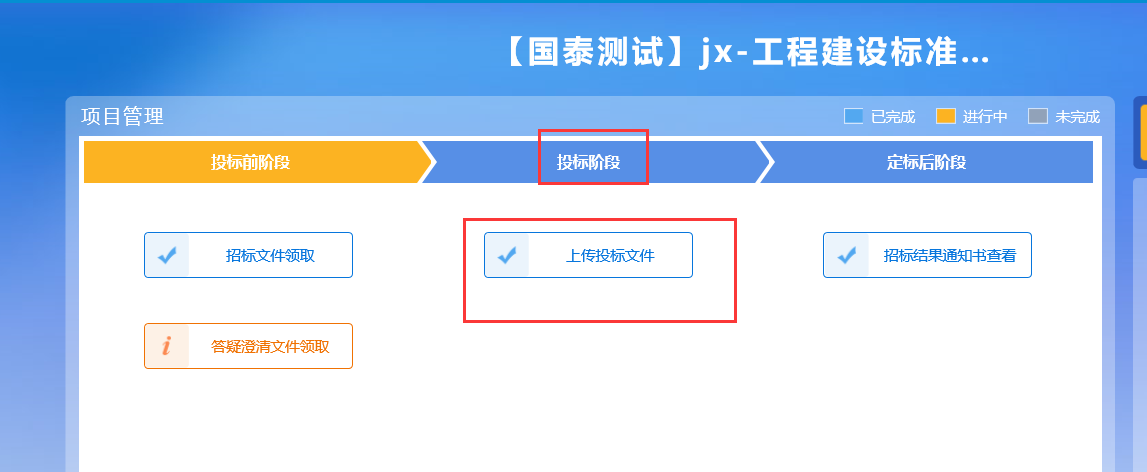 【国泰测试】jx-工程建设标准...
项目管理
已完成 进行中 未完成
投标前阶段 投标阶段 定标后阶段
招标文件领取 上传投标文件 招标结果通知书查看
i 答疑澄清文件领取